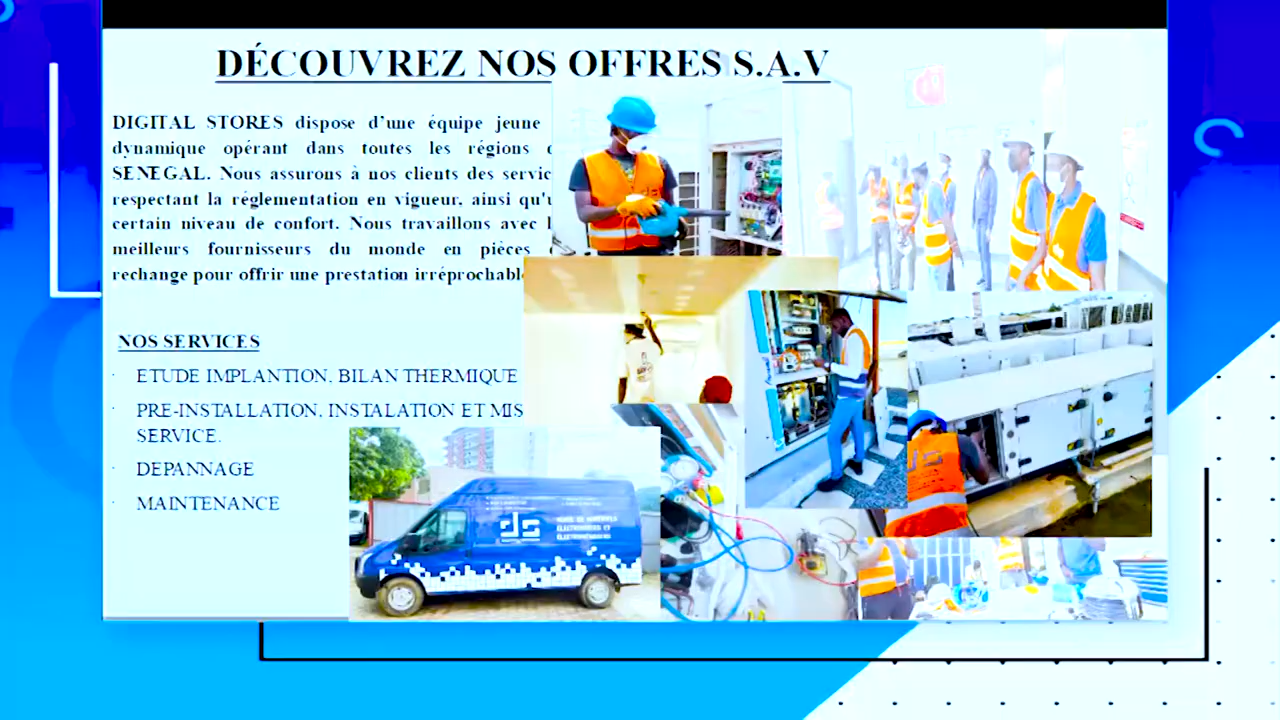 DÉCOUVREZ NOS OFFRES S.A.V
DIGITAL STORES dispose d'une équipe jeune
dynamique opérant dans toutes les régions
SENEGAL. Nous assurons à nos clients des servic
respectant la réglementation en vigueur, ainsi qu'u
certain niveau de confort. Nous travaillons avec l
meilleurs fournisseurs du monde en pièces
rechange pour offrir une prestation irréprochable
NOS SERVICES
· ETUDE IMPLANTION. BILAN THERMIQUE
· PRE-INSTALLATION, INSTALATION ET MIS
SERVICE.
· DEPANNAGE
· MAINTENANCE
ds